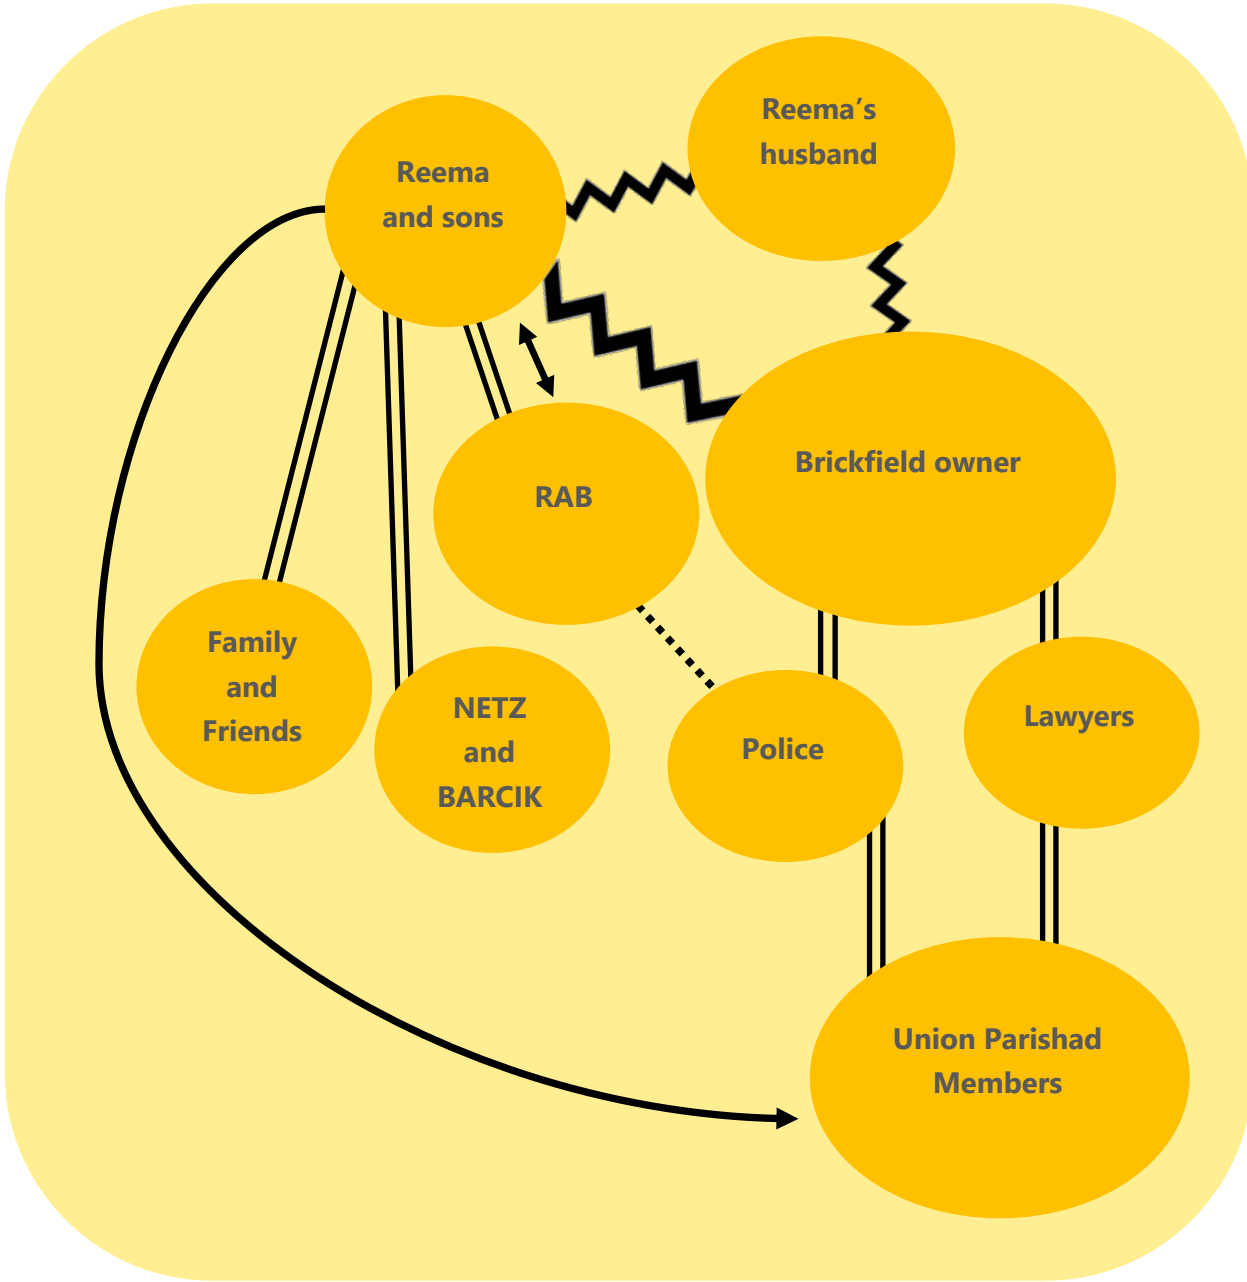 Reema’s
husband
Reema
and sons
Brickfield owner
RAB
Family
and
Friends
NETZ
and
BARCIK
Police
Lawyers
Union Parishad
Members